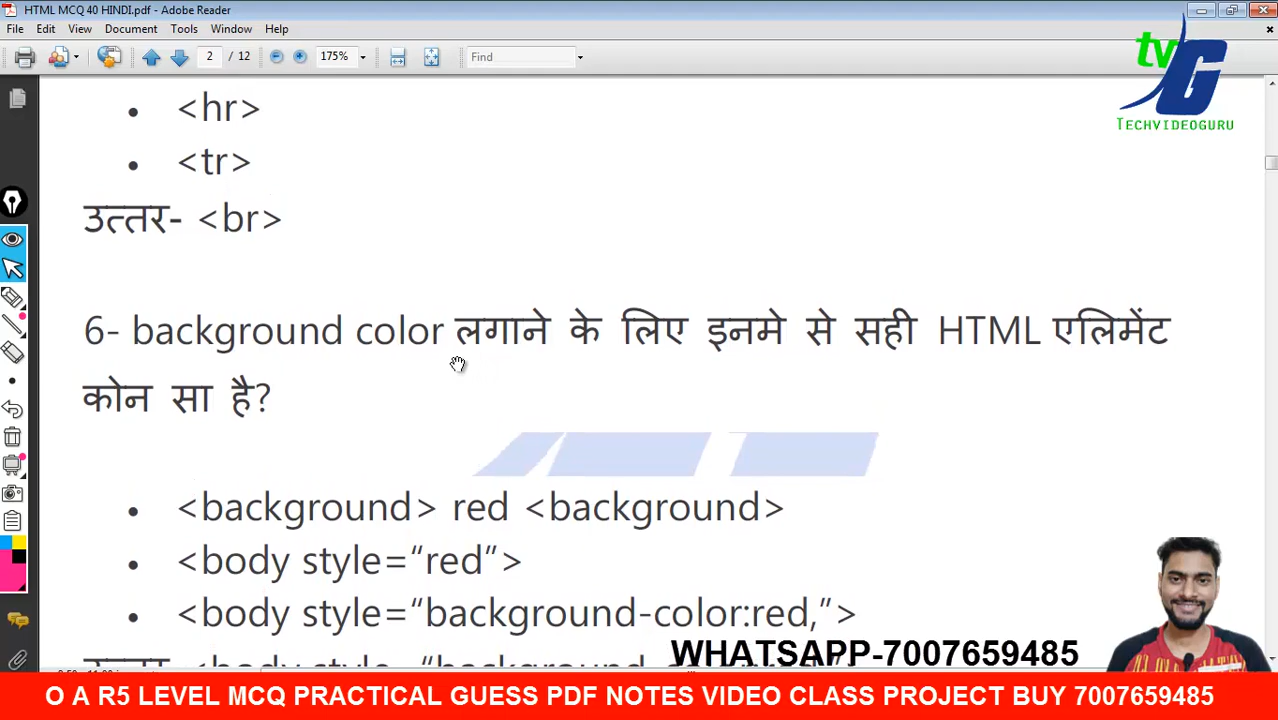 HTML MCQ 40 HINDI.pdf - Adobe Reader
File Edit View Document Tools Window Help
2 / 12 175% Find
tv G
TECHVIDEOGURU
• <hr>
• <tr>
उत्तर- <br>
6- background color लगाने के लिए इनमे से सही HTML एलिमेंट
कोन सा है?
• <background> red <background>
• <body style=“red”>
• <body style=“background-color:red,”>
WHATSAPP-7007659485
O A R5 LEVEL MCQ PRACTICAL GUESS PDF NOTES VIDEO CLASS PROJECT BUY 7007659485